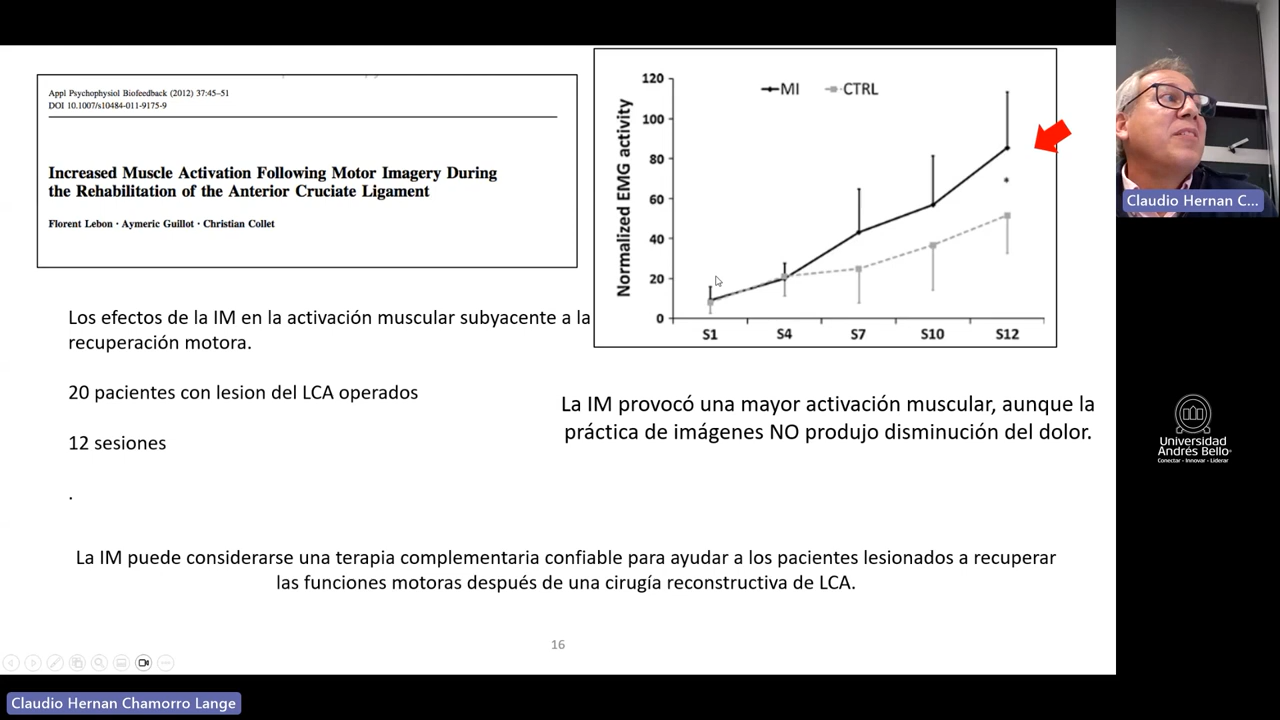 Appl Psychophysiol Biofeedback (2012) 37:45–51
DOI 10.1007/s10484-011-9175-9
Increased Muscle Activation Following Motor Imagery During
the Rehabilitation of the Anterior Cruciate Ligament
Florent Lebon · Aymeric Guillot · Christian Collet
Normalized EMG activity
120
100
80
60
40
20
0
MI
CTRL
*
S1
S4
S7
S10
S12
Los efectos de la IM en la activación muscular subyacente a la
recuperación motora.
20 pacientes con lesion del LCA operados
12 sesiones
.
La IM provocó una mayor activación muscular, aunque la
práctica de imágenes NO produjo disminución del dolor.
La IM puede considerarse una terapia complementaria confiable para ayudar a los pacientes lesionados a recuperar
las funciones motoras después de una cirugía reconstructiva de LCA.
16
Claudio Hernan C...
Universidad
Andrés Bello
Conectar - Innovar - Liderar
Claudio Hernan Chamorro Lange